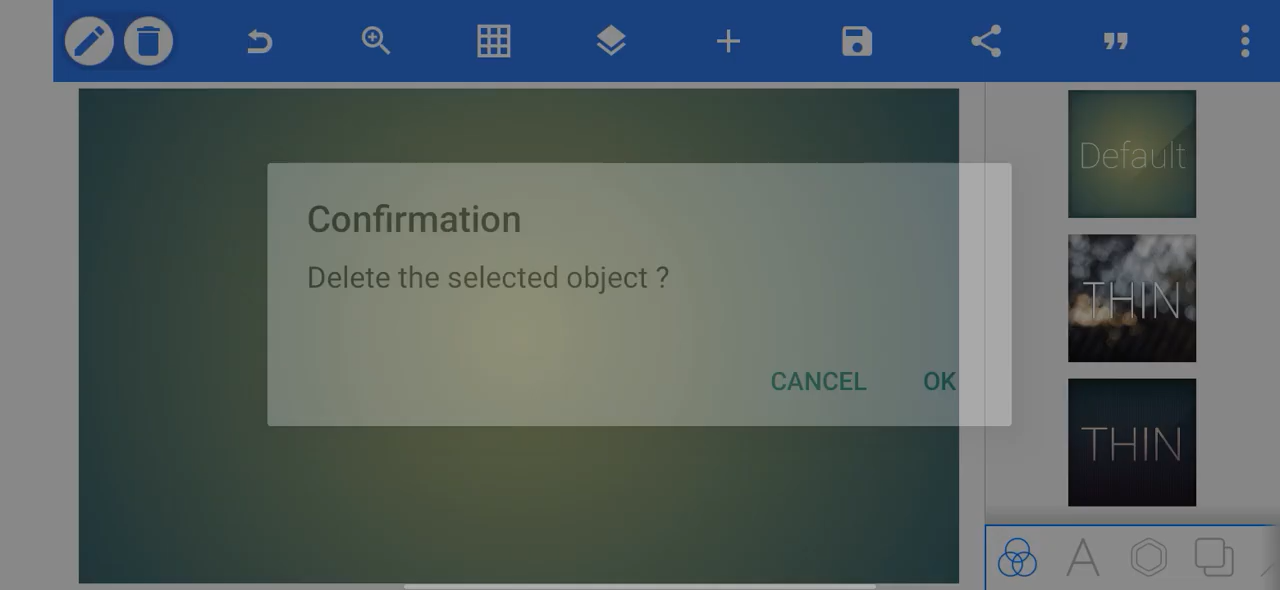 Default
Confirmation
Delete the selected object ?
THIN
CANCEL OK
THIN